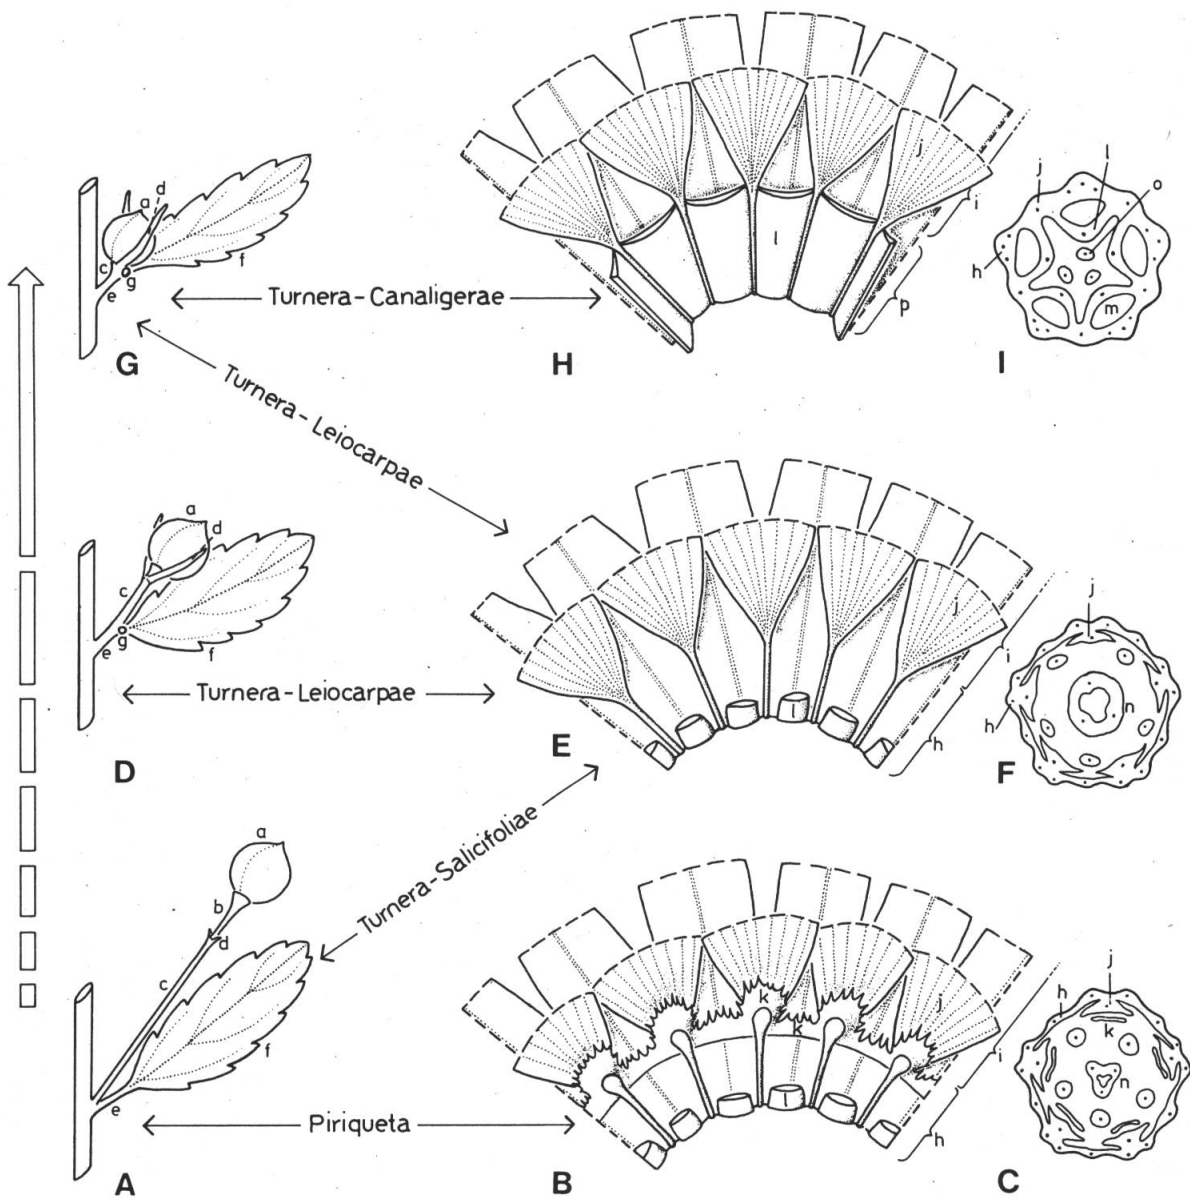 a
d
c
g
e
f
G
Turnera-Canaligerae
j
l
i
p
H
j
l
o
h
m
I
Turnera-Leiocarpae
a
d
c
g
e
f
D
Turnera-Leiocarpae
j
i
l
h
E
j
h
n
F
Turnera-Salicifoliae
a
b
d
c
f
e
A
Piriqueta
k
k
j
i
l
h
B
j
h
k
n
C